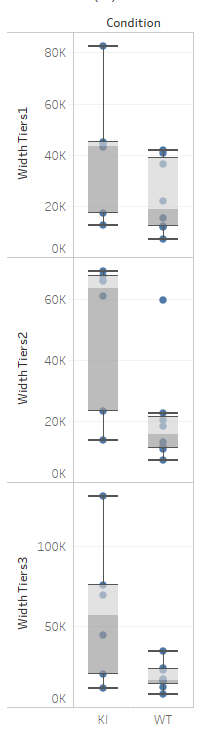 Condition
Width Tiers1
80K
60K
40K
20K
0K
Width Tiers2
60K
40K
20K
0K
Width Tiers3
100K
50K
0K
KI
WT